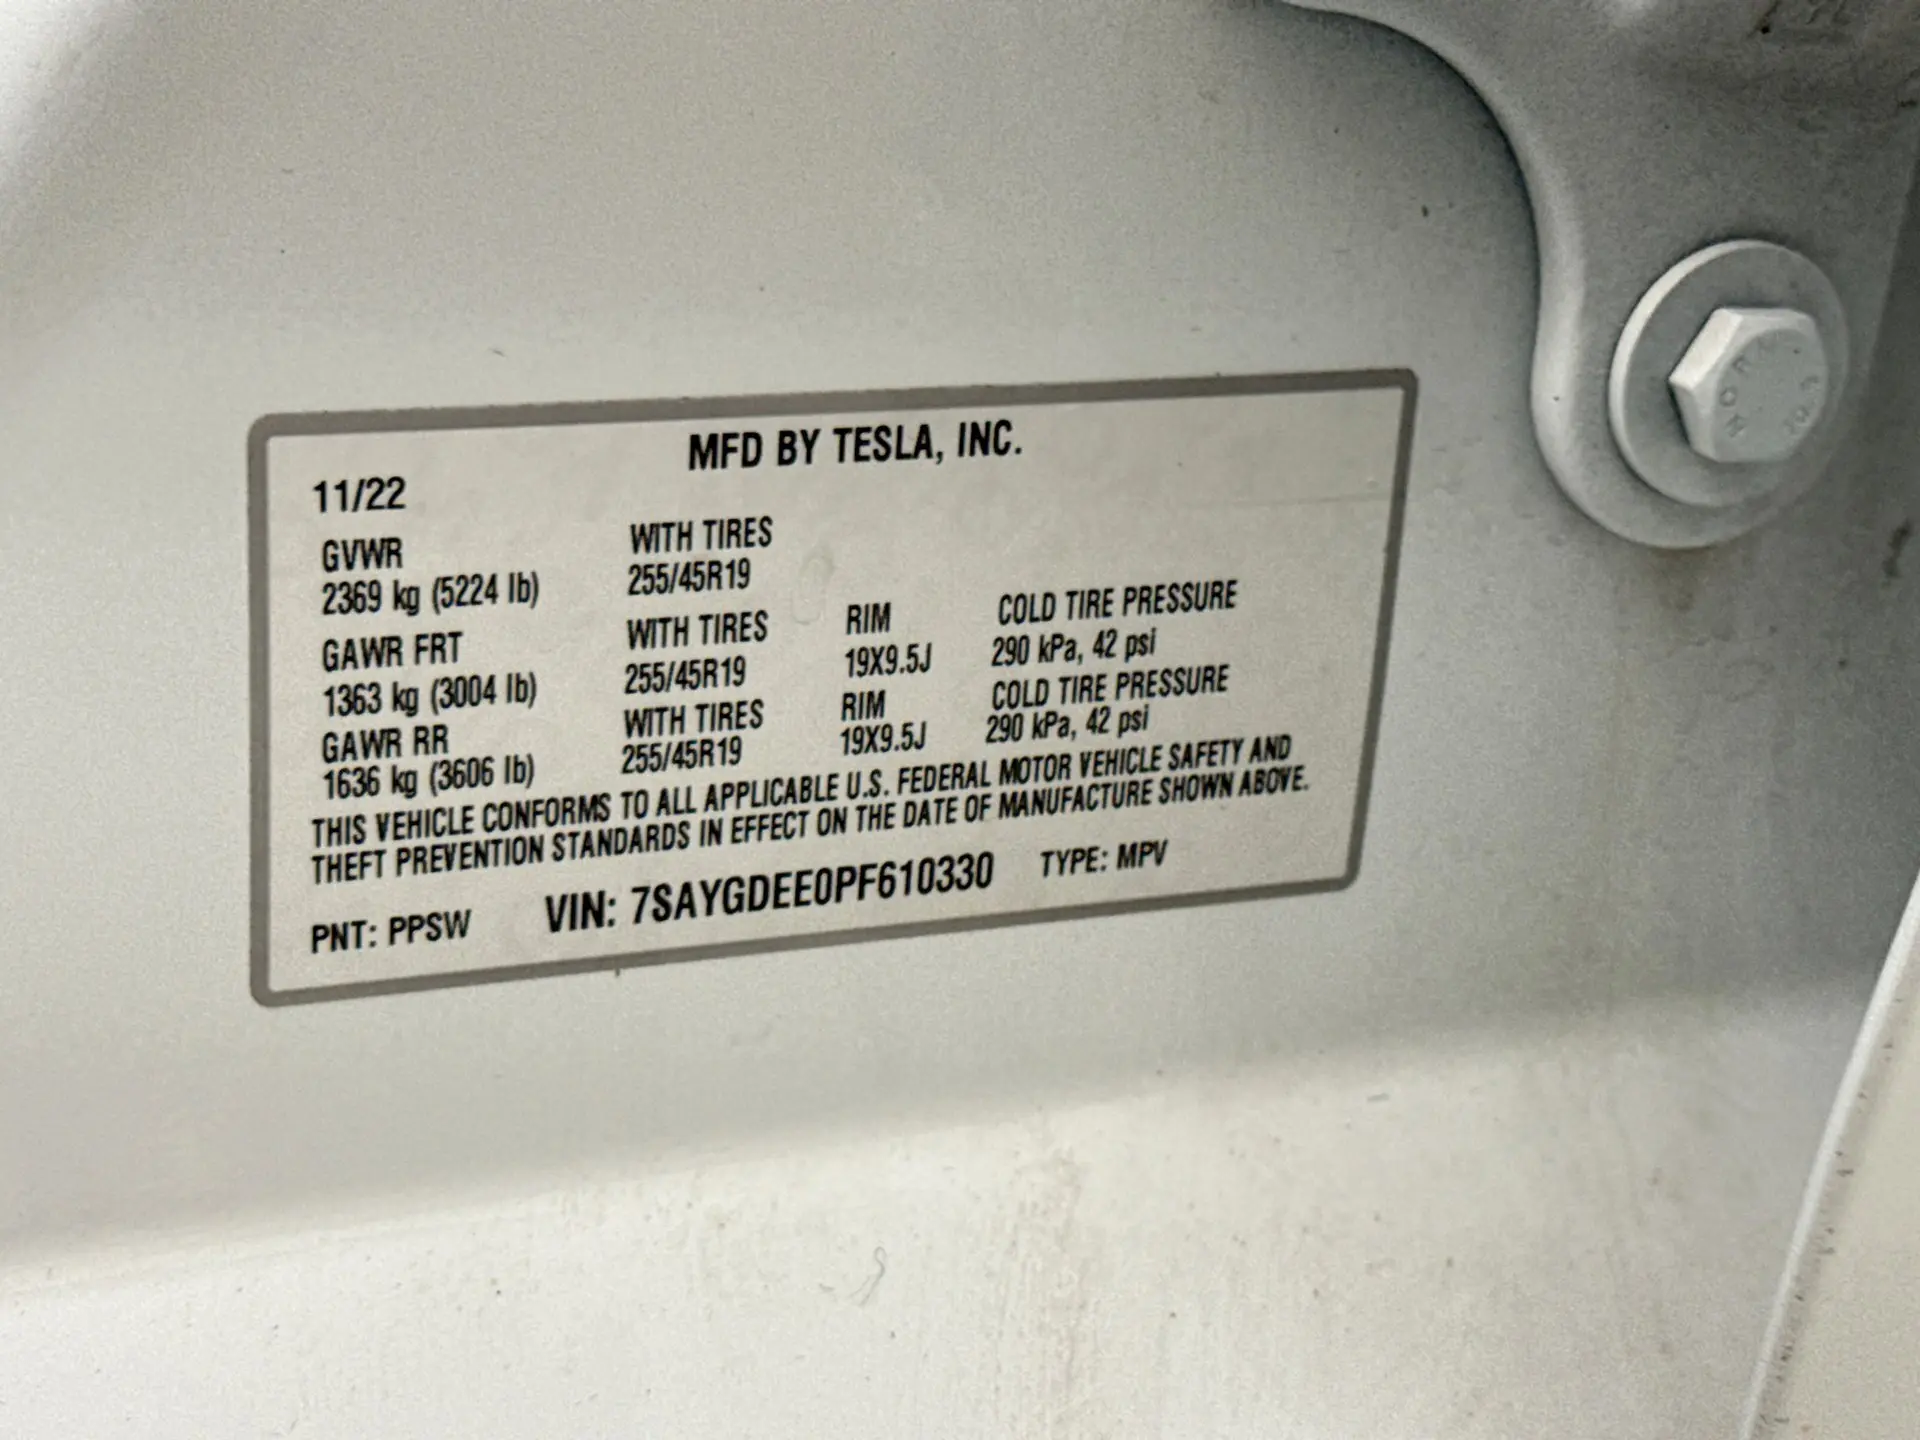 MFD BY TESLA, INC.
11/22
GVWR WITH TIRES
2369 kg (5224 lb) 255/45R19
GAWR FRT WITH TIRES RIM COLD TIRE PRESSURE
1363 kg (3004 lb) 255/45R19 19X9.5J 290 kPa, 42 psi
GAWR RR WITH TIRES RIM COLD TIRE PRESSURE
1636 kg (3606 lb) 255/45R19 19X9.5J 290 kPa, 42 psi
THIS VEHICLE CONFORMS TO ALL APPLICABLE U.S. FEDERAL MOTOR VEHICLE SAFETY AND
THEFT PREVENTION STANDARDS IN EFFECT ON THE DATE OF MANUFACTURE SHOWN ABOVE.
PNT: PPSW VIN: 7SAYGDEE0PF610330 TYPE: MPV